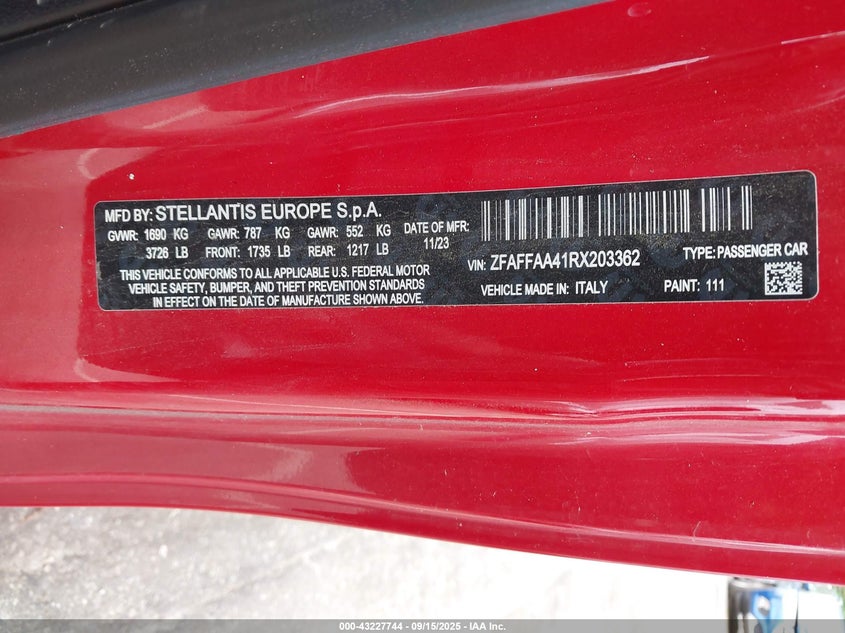 MFD BY: STELLANTIS EUROPE S.p.A.
GVWR: 1690 KG GAWR: 787 KG GAWR: 552 KG DATE OF MFR:
3726 LB FRONT: 1735 LB REAR: 1217 LB 11/23
THIS VEHICLE CONFORMS TO ALL APPLICABLE U.S. FEDERAL MOTOR
VEHICLE SAFETY, BUMPER, AND THEFT PREVENTION STANDARDS
IN EFFECT ON THE DATE OF MANUFACTURE SHOWN ABOVE.
VIN: ZFAFFAA41RX203362 TYPE: PASSENGER CAR
VEHICLE MADE IN: ITALY PAINT: 111
000-43227744 - 09/15/2025 - IAA Inc.